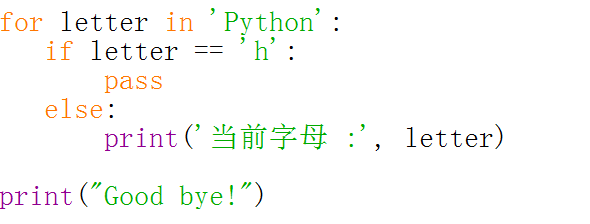 for letter in 'Python':
   if letter == 'h':
       pass
   else:
       print('当前字母 :', letter)

print("Good bye!")